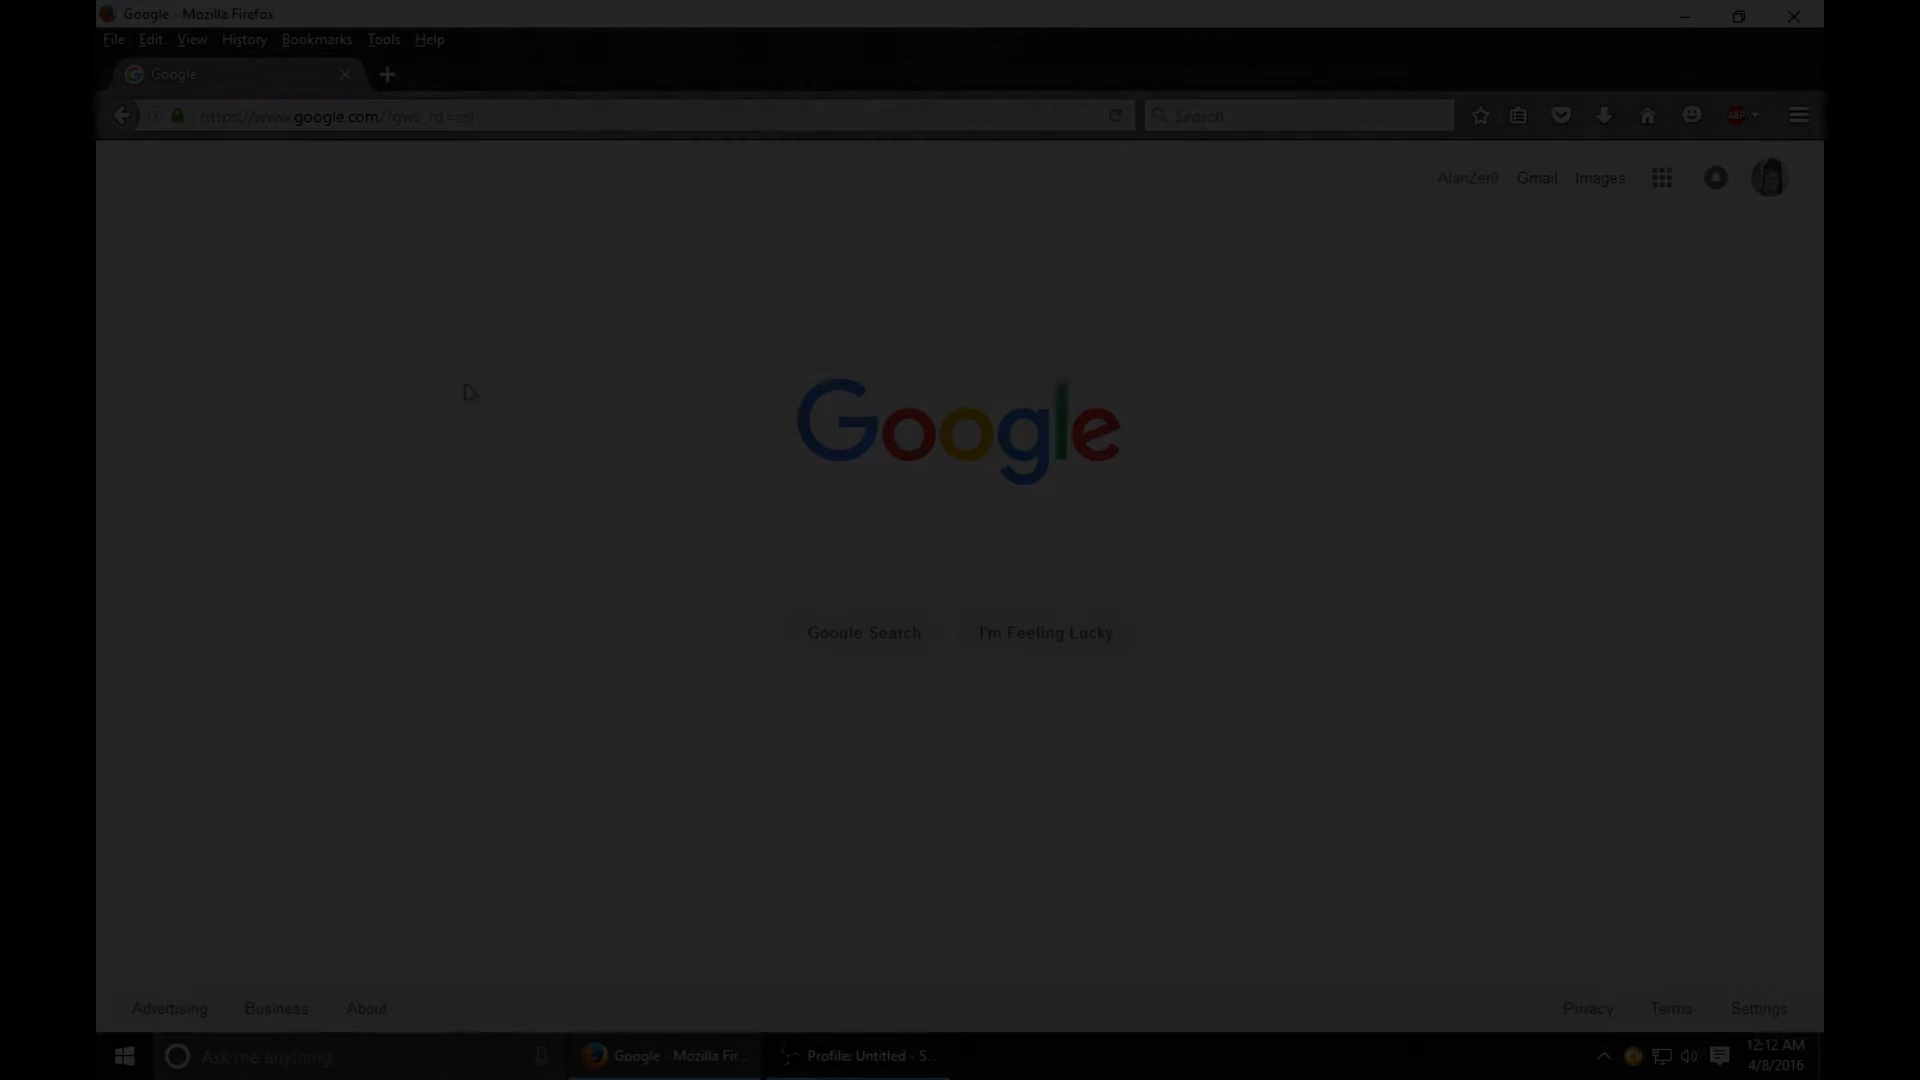 Google - Mozilla Firefox
File Edit View History Bookmarks Tools Help
Google
https://www.google.com/?gws_rd=ssl
Search
ABP
AlanZer0 Gmail Images
Google
Google Search I'm Feeling Lucky
Advertising Business About
Privacy Terms Settings
Ask me anything
Google - Mozilla Fir...
Profile: Untitled - S...
12:12 AM
4/8/2016